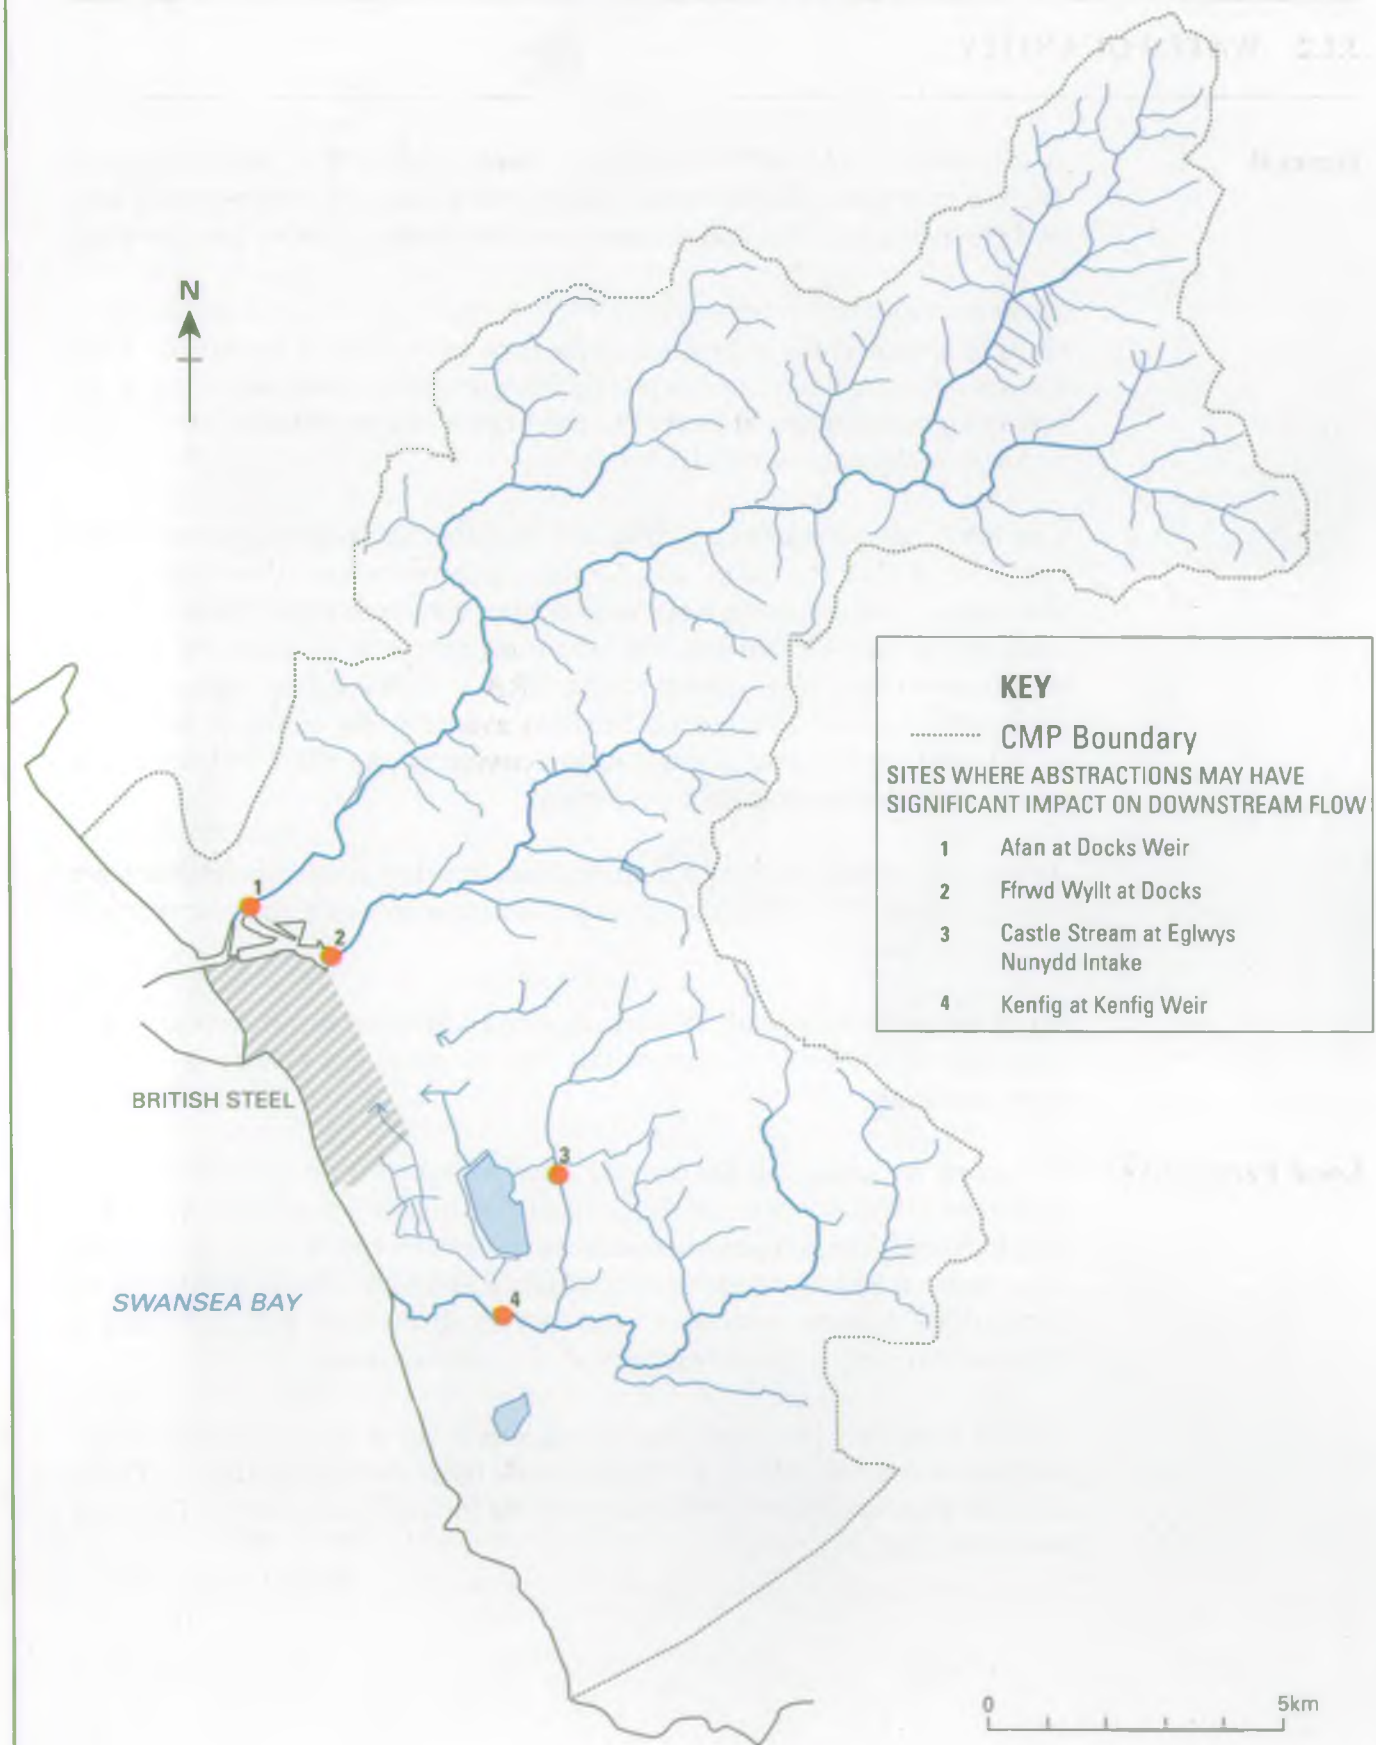 N
KEY
CMP Boundary
SITES WHERE ABSTRACTIONS MAY HAVE
SIGNIFICANT IMPACT ON DOWNSTREAM FLOW
1 Afan at Docks Weir
2 Ffrwd Wyllt at Docks
3 Castle Stream at Eglwys
Nunydd Intake
4 Kenfig at Kenfig Weir
1
2
BRITISH STEEL
3
SWANSEA BAY
4
0 5km